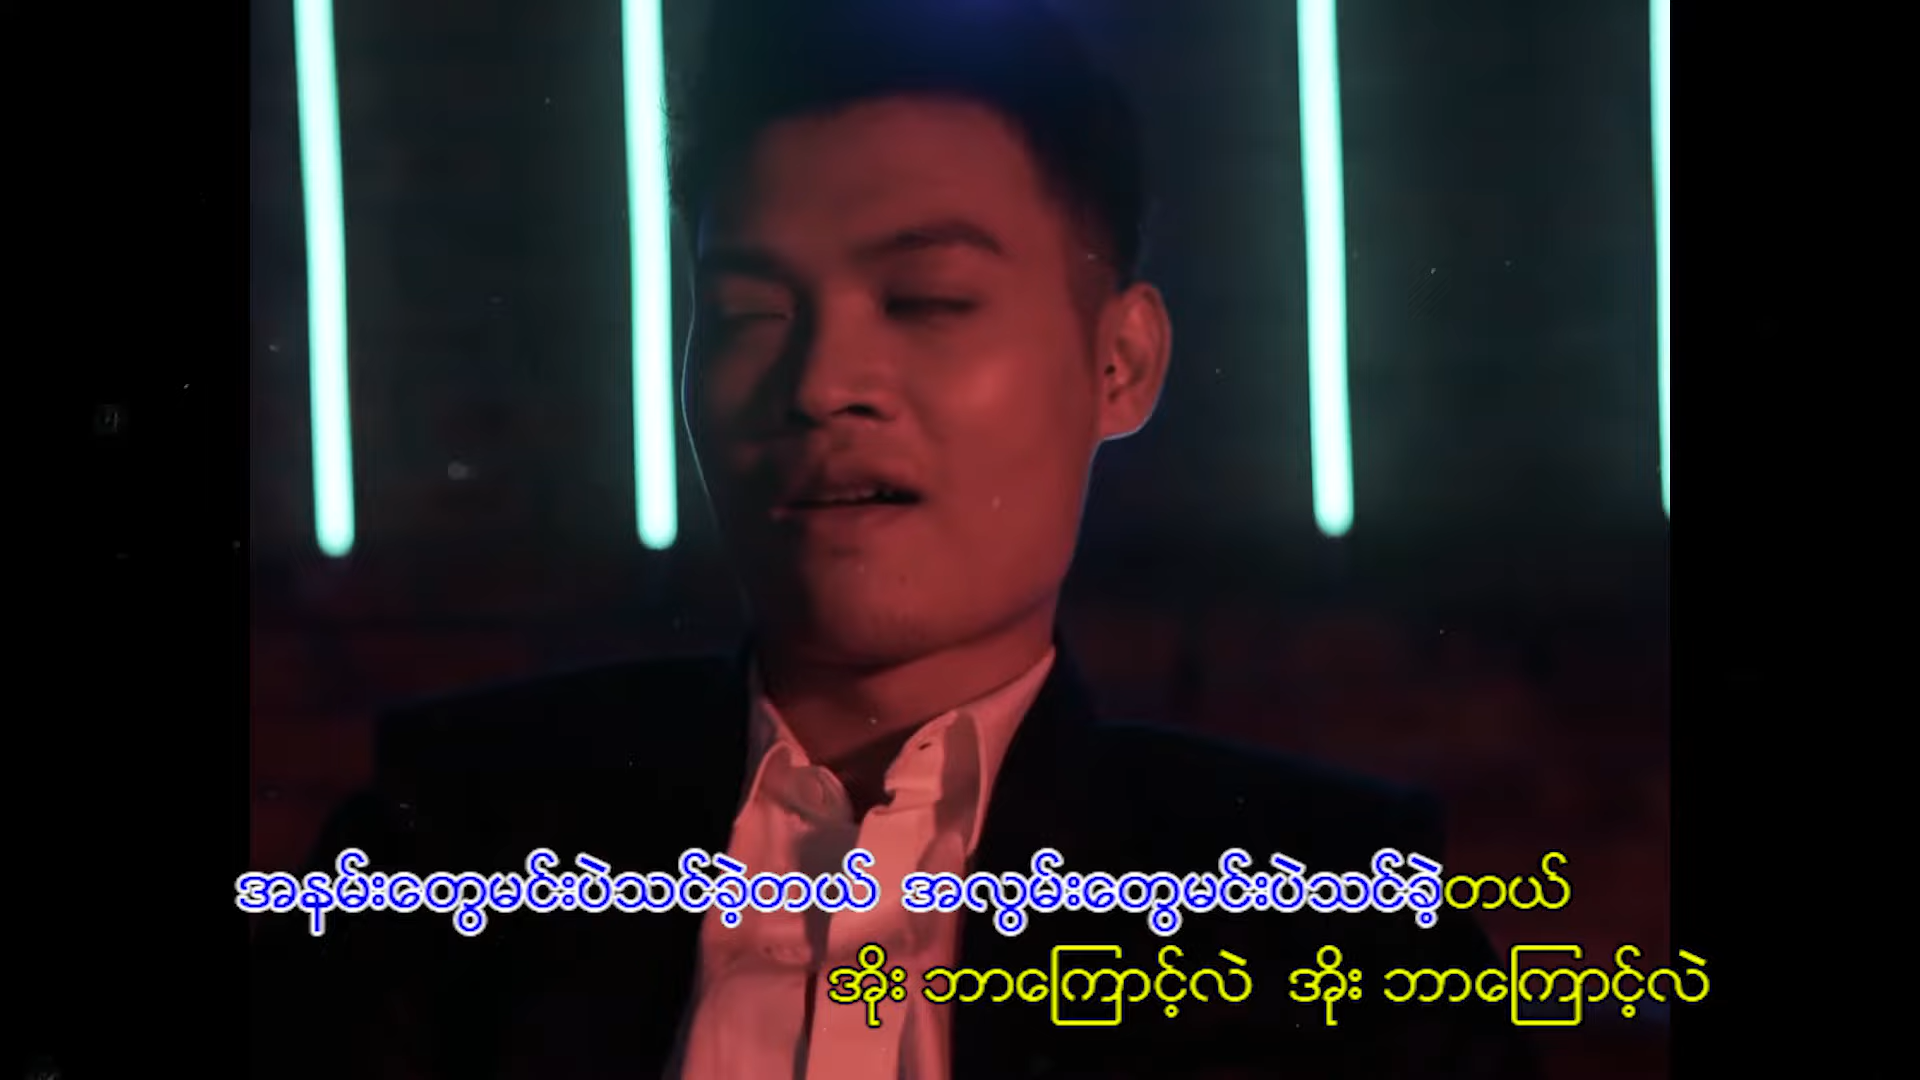 အနမ်းတွေမင်းပဲသင်ခဲ့တယ် အလွမ်းတွေမင်းပဲသင်ခဲ့တယ်
အိုး ဘာကြောင့်လဲ အိုး ဘာကြောင့်လဲ